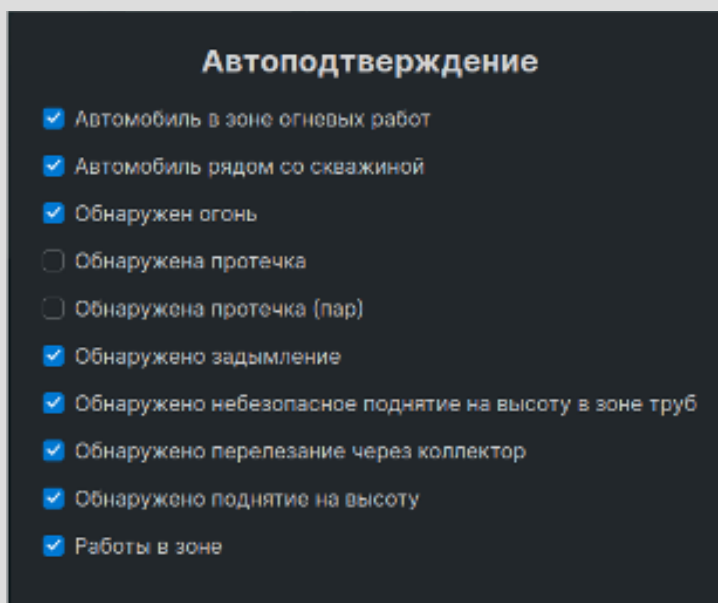 Автоподтверждение
Автомобиль в зоне огневых работ
Автомобиль рядом со скважиной
Обнаружен огонь
Обнаружена протечка
Обнаружена протечка (пар)
Обнаружено задымление
Обнаружено небезопасное поднятие на высоту в зоне труб
Обнаружено перелезание через коллектор
Обнаружено поднятие на высоту
Работы в зоне